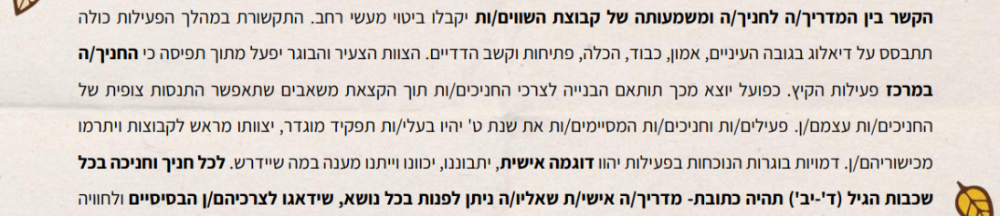 הקשר בין המדריך/ה לחניך/ה ומשמעותה של קבוצת השווים/ות יקבלו ביטוי מעשי רחב. התקשורת במהלך הפעילות כולה
תתבסס על דיאלוג בגובה העיניים, אמון, כבוד, הכלה, פתיחות וקשב הדדיים. הצוות הצעיר והבוגר יפעל מתוך תפיסה כי החניך/ה
במרכז פעילות הקיץ. כפועל יוצא מכך תותאם הבנייה לצרכי החניכים/ות תוך הקצאת משאבים שתאפשר התנסות צופית של
החניכים/ות עצמם/ן. פעילים/ות וחניכים/ות המסיימים/ות את שנת ט' יהיו בעלי/ות תפקיד מוגדר, יצוותו מראש לקבוצות ויתרמו
מכישוריהם/ן. דמויות בוגרות הנוכחות בפעילות יהוו דוגמה אישית, יתבוננו, יכוונו וייתנו מענה במה שיידרש. לכל חניך וחניכה בכל
שכבות הגיל (ד'-יב') תהיה כתובת- מדריך/ה אישי/ת שאליו/ה ניתן לפנות בכל נושא, שידאגו לצרכיהם/ן הבסיסיים ולחוויה